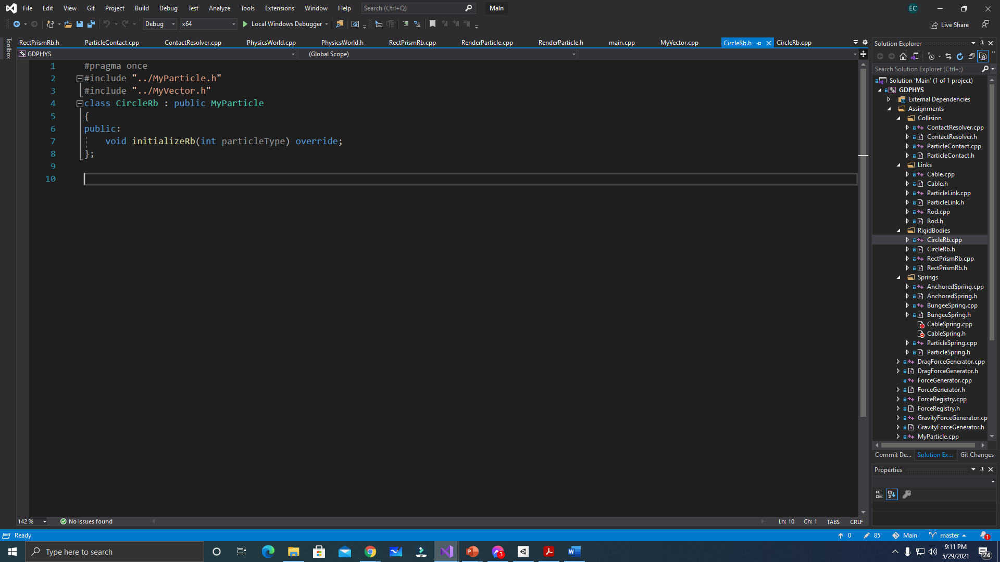 File Edit View Git Project Build Debug Test Analyze Tools Extensions Window Help Search (Ctrl+Q) Main EC
Debug x64 Local Windows Debugger Live Share
Toolbox
RectPrismRb.h ParticleContact.cpp ContactResolver.cpp PhysicsWorld.cpp PhysicsWorld.h RectPrismRb.cpp RenderParticle.cpp RenderParticle.h main.cpp MyVector.cpp CircleRb.h CircleRb.cpp
GDPHYS (Global Scope)
1 #pragma once
2 #include "../MyParticle.h"
3 #include "../MyVector.h"
4 class CircleRb : public MyParticle
5 {
6 public:
7 void initializeRb(int particleType) override;
8 };
9
10
142 % No issues found Ln: 10 Ch: 1 TABS CRLF
Solution Explorer
Search Solution Explorer (Ctrl+;)
Solution 'Main' (1 of 1 project)
GDPHYS
External Dependencies
Assignments
Collision
ContactResolver.cpp
ContactResolver.h
ParticleContact.cpp
ParticleContact.h
Links
Cable.cpp
Cable.h
ParticleLink.cpp
ParticleLink.h
Rod.cpp
Rod.h
RigidBodies
CircleRb.cpp
CircleRb.h
RectPrismRb.cpp
RectPrismRb.h
Springs
AnchoredSpring.cpp
AnchoredSpring.h
BungeeSpring.cpp
BungeeSpring.h
CableSpring.cpp
CableSpring.h
ParticleSpring.cpp
ParticleSpring.h
DragForceGenerator.cpp
DragForceGenerator.h
ForceGenerator.cpp
ForceGenerator.h
ForceRegistry.cpp
ForceRegistry.h
GravityForceGenerator.cp
GravityForceGenerator.h
MyParticle.cpp
Commit De... Solution Ex... Git Changes
Properties
Ready 0 85 Main master 1
Type here to search 3 9:11 PM
5/29/2021 24